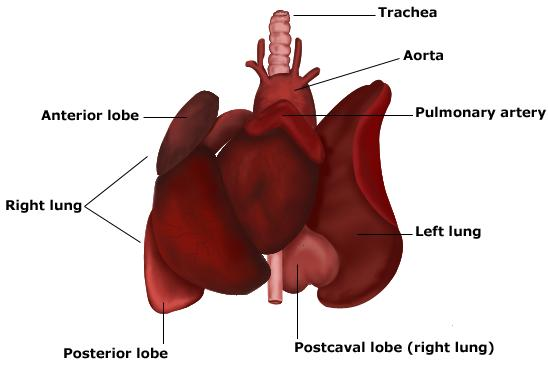 Trachea
Aorta
Anterior lobe
Pulmonary artery
Right lung
Left lung
Posterior lobe
Postcaval lobe (right lung)